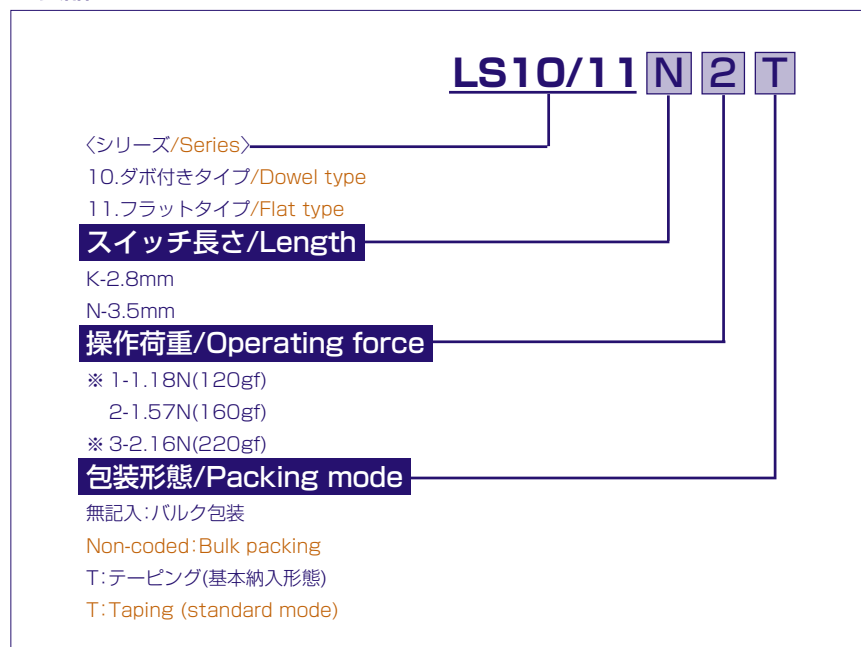 LS10/11 N 2 T
〈シリーズ/Series〉
10.ダボ付きタイプ/Dowel type
11.フラットタイプ/Flat type
スイッチ長さ/Length
K-2.8mm
N-3.5mm
操作荷重/Operating force
※ 1-1.18N(120gf)
2-1.57N(160gf)
※ 3-2.16N(220gf)
包装形態/Packing mode
無記入:バルク包装
Non-coded:Bulk packing
T:テーピング(基本納入形態)
T:Taping (standard mode)